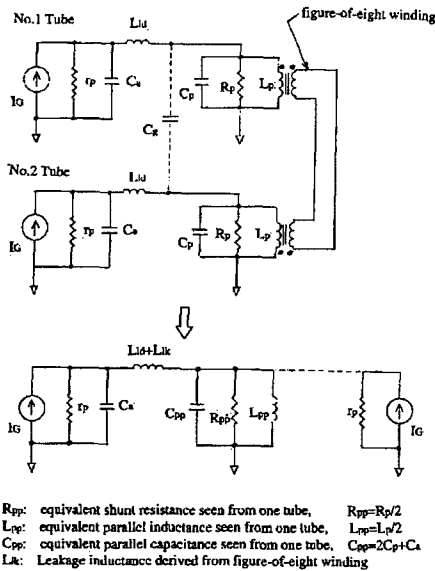 No.1 Tube
Lld
figure-of-eight winding
IG
rp
Ca
Cp
Rp
Lp
Cg
No.2 Tube
Lld
IG
rp
Ca
Cp
Rp
Lp
Lld+Llk
IG
rp
Ca
Cpp
Rpp
Lpp
rp
IG
Rpp: equivalent shunt resistance seen from one tube, Rpp=Rp/2
Lpp: equivalent parallel inductance seen from one tube, Lpp=Lp/2
Cpp: equivalent parallel capacitance seen from one tube, Cpp=2Cp+Ca
Llk: Leakage inductance derived from figure-of-eight winding